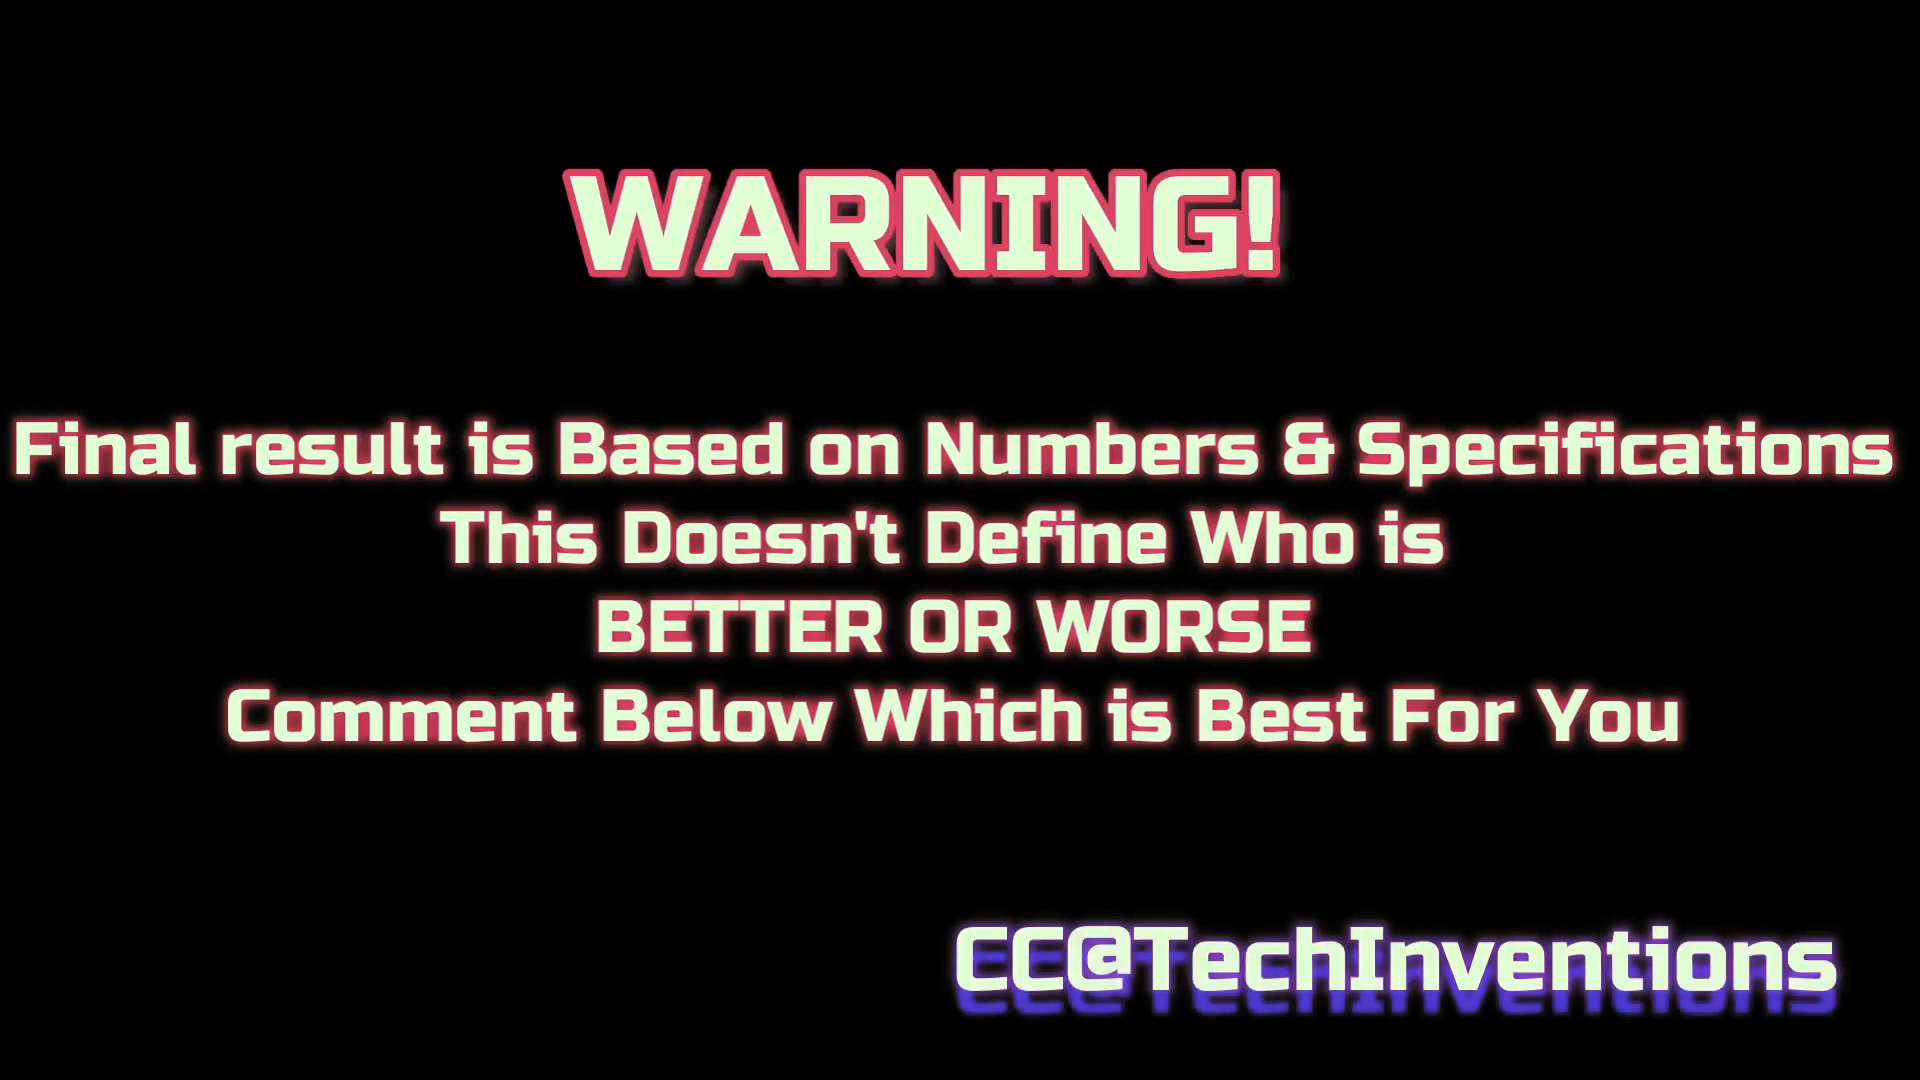 WARNING!
Final result is Based on Numbers & Specifications
This Doesn't Define Who is
BETTER OR WORSE
Comment Below Which is Best For You
CC@TechInventions